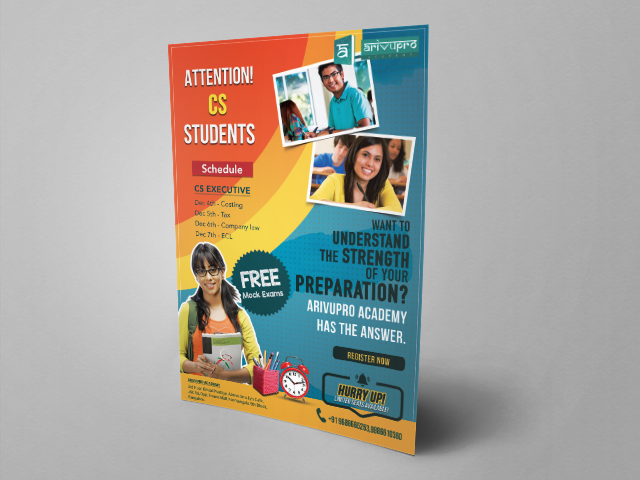 arivupro
ATTENTION!
CS
STUDENTS
Schedule
CS EXECUTIVE
Dec 4th - Costing
Dec 5th - Tax
Dec 6th - Company law
Dec 7th - ECL
WANT TO
UNDERSTAND
THE STRENGTH
OF YOUR
PREPARATION?
ARIVUPRO ACADEMY
HAS THE ANSWER.
FREE
Mock Exams
REGISTER NOW
HURRY UP!
LIMITED SEATS AVAILABLE!